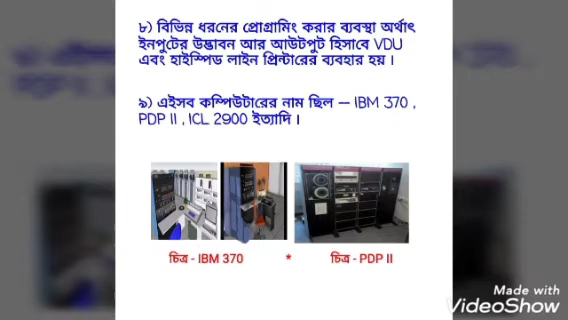 ৮) বিভিন্ন ধরনের প্রোগ্রামিং করার ব্যবস্থা অর্থাৎ
ইনপুটের উদ্ভাবন আর আউটপুট হিসাবে VDU
এবং হাইস্পিড লাইন প্রিন্টারের ব্যবহার হয় ।
৯) এইসব কম্পিউটারের নাম ছিল — IBM 370 ,
PDP II , ICL 2900 ইত্যাদি ।
চিত্র - IBM 370 * চিত্র - PDP II
Made with
VideoShow